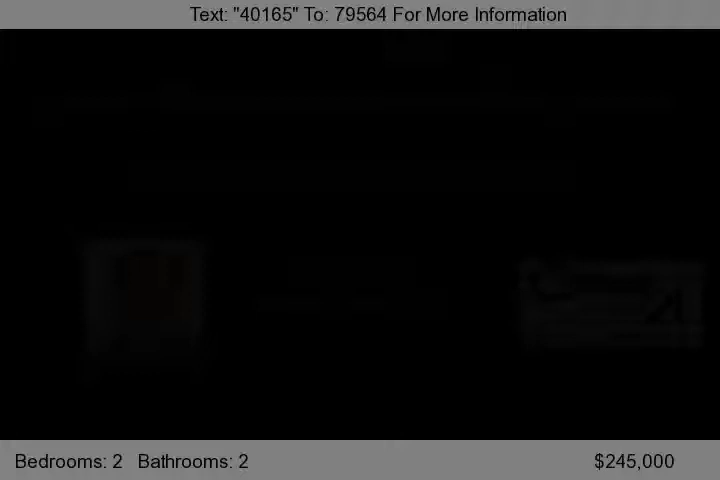 Text: "40165" To: 79564 For More Information
Bedrooms: 2 Bathrooms: 2 $245,000